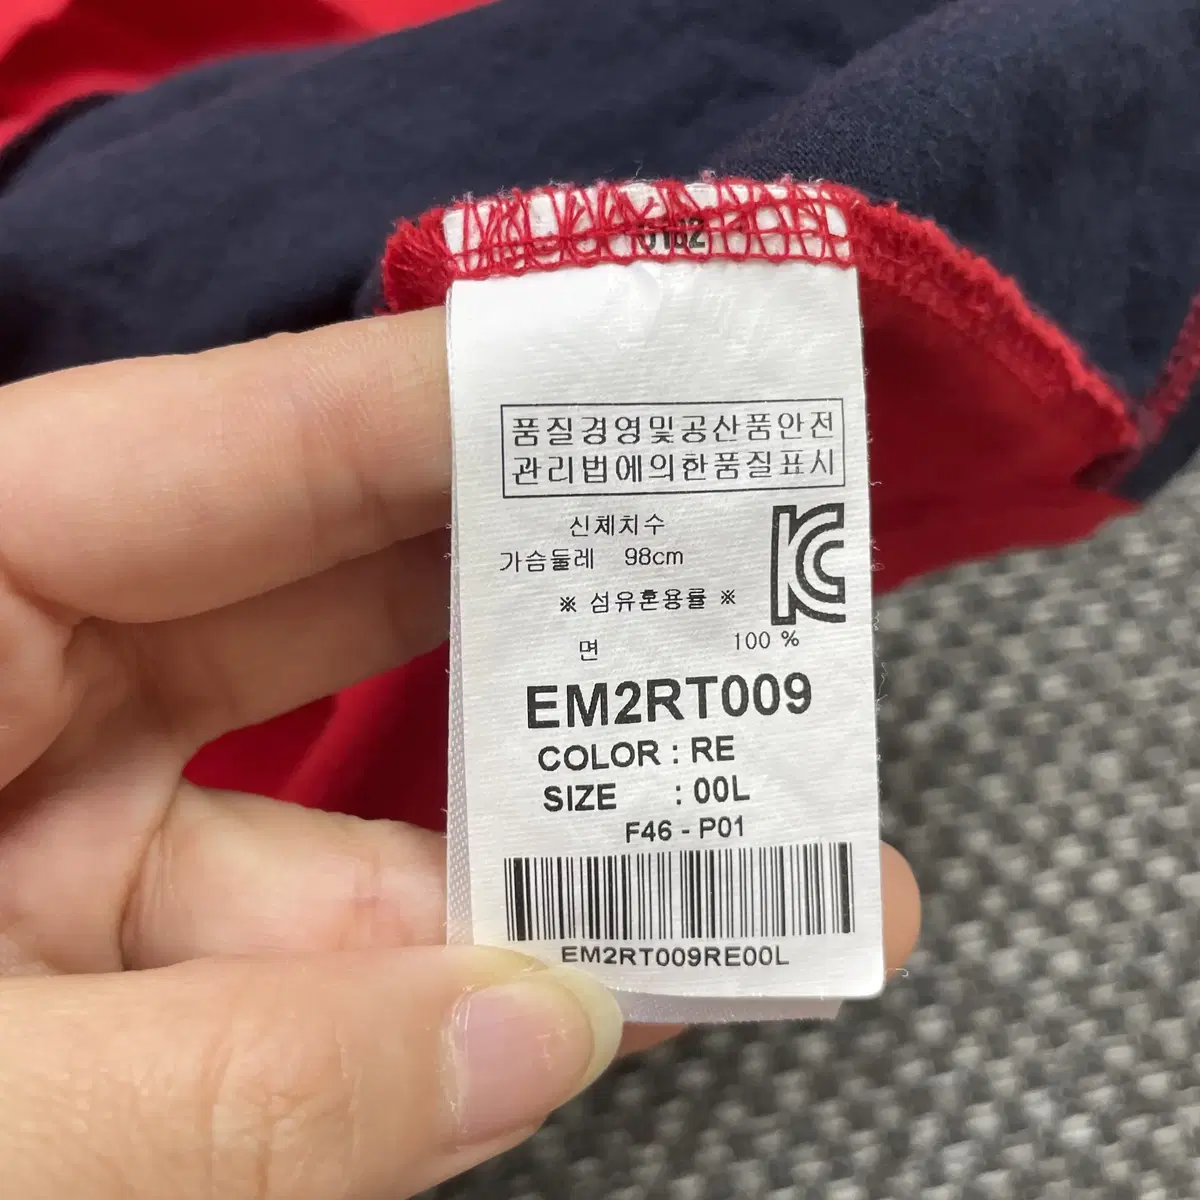 품질경영및공산품안전
관리법에의한품질표시
신체치수
가슴둘레 98cm
※ 섬유혼용률 ※
면 100 %
EM2RT009
COLOR : RE
SIZE : 00L
F46 - P01
EM2RT009RE00L